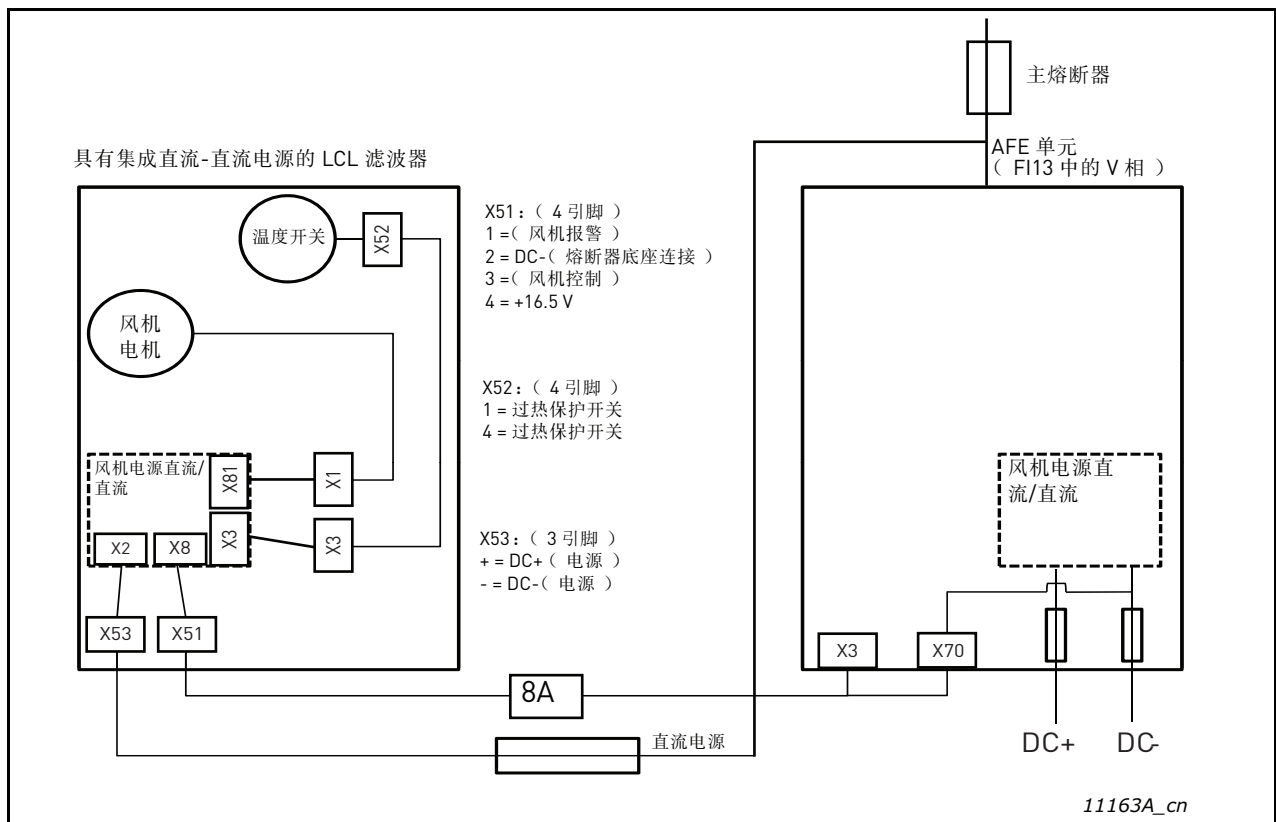 主熔断器
AFE 单元
( FI13 中的 V 相 )
具有集成直流-直流电源的 LCL 滤波器
温度开关
X52
X51:( 4 引脚 )
1 =( 风机报警 )
2 = DC-( 熔断器底座连接 )
3 =( 风机控制 )
4 = +16.5 V
风机
电机
X52:( 4 引脚 )
1 = 过热保护开关
4 = 过热保护开关
风机电源直流/
直流
X81
X1
X3
X3
X2
X8
X53:( 3 引脚 )
+ = DC+( 电源 )
- = DC-( 电源 )
风机电源直
流/直流
X53
X51
X3
X70
8A
直流电源
DC+
DC-
11163A_cn